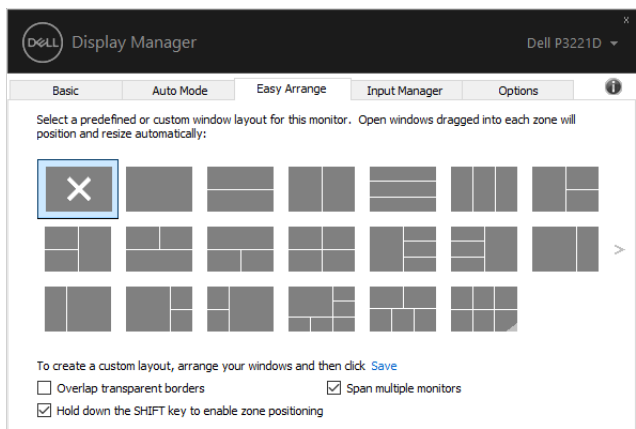 x
DELL Display Manager Dell P3221D
Basic Auto Mode Easy Arrange Input Manager Options i
Select a predefined or custom window layout for this monitor. Open windows dragged into each zone will
position and resize automatically:
>
To create a custom layout, arrange your windows and then click Save
Overlap transparent borders Span multiple monitors
Hold down the SHIFT key to enable zone positioning